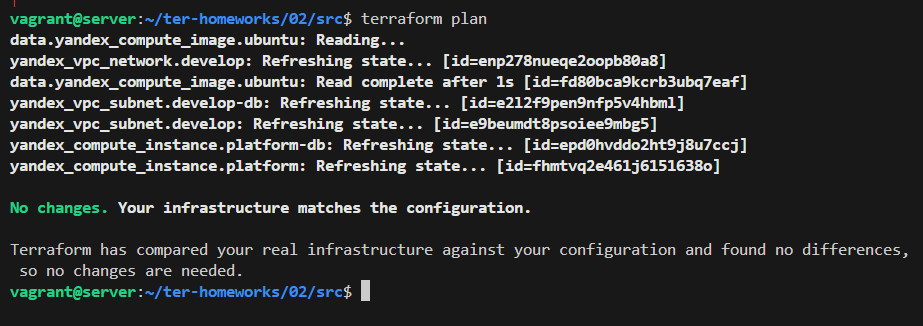 vagrant@server:~/ter-homeworks/02/src$ terraform plan
data.yandex_compute_image.ubuntu: Reading...
yandex_vpc_network.develop: Refreshing state... [id=enp278nueqe2oopb80a8]
data.yandex_compute_image.ubuntu: Read complete after 1s [id=fd80bca9kcrb3ubq7eaf]
yandex_vpc_subnet.develop-db: Refreshing state... [id=e2l2f9pen9nfp5v4hbml]
yandex_vpc_subnet.develop: Refreshing state... [id=e9beumdt8psoiee9mbg5]
yandex_compute_instance.platform-db: Refreshing state... [id=epd0hvddo2ht9j8u7ccj]
yandex_compute_instance.platform: Refreshing state... [id=fhmtvq2e461j6151638o]
No changes. Your infrastructure matches the configuration.
Terraform has compared your real infrastructure against your configuration and found no differences,
so no changes are needed.
vagrant@server:~/ter-homeworks/02/src$